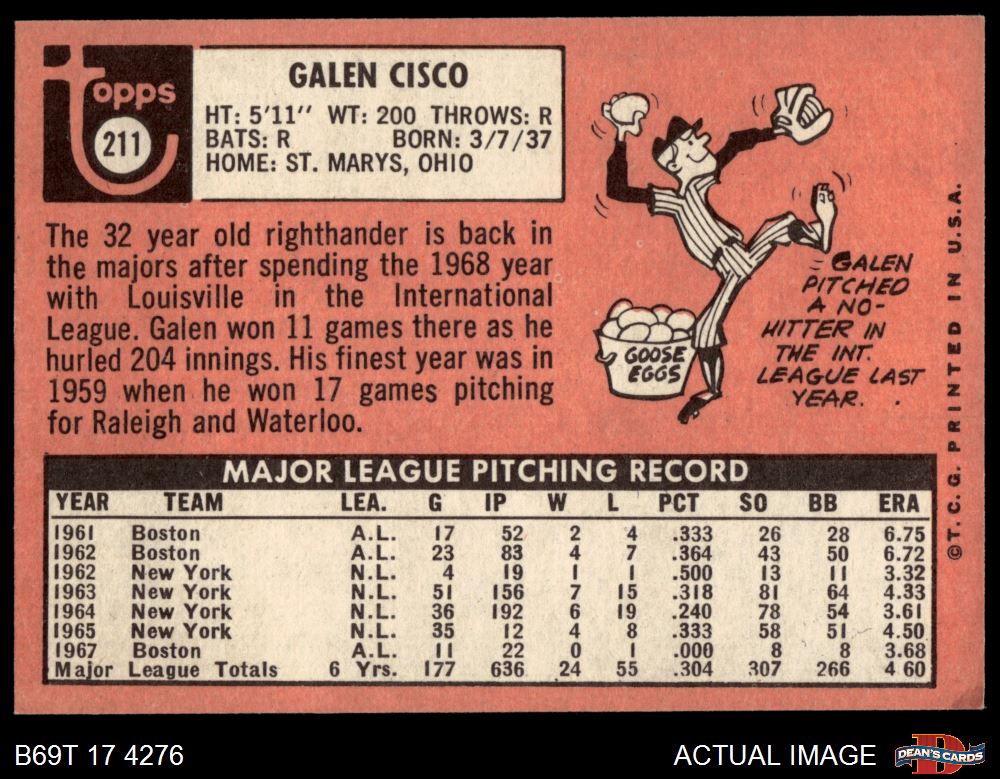 Topps
211
GALEN CISCO
HT: 5'11" WT: 200 THROWS: R
BATS: R BORN: 3/7/37
HOME: ST. MARYS, OHIO
The 32 year old righthander is back in
the majors after spending the 1968 year
with Louisville in the International
League. Galen won 11 games there as he
hurled 204 innings. His finest year was in
1959 when he won 17 games pitching
for Raleigh and Waterloo.
GOOSE
EGGS
GALEN
PITCHED
A NO-
HITTER IN
THE INT.
LEAGUE LAST
YEAR.
MAJOR LEAGUE PITCHING RECORD
YEAR TEAM LEA. G IP W L PCT SO BB ERA
1961 Boston A.L. 17 52 2 4 .333 26 28 6.75
1962 Boston A.L. 23 83 4 7 .364 43 50 6.72
1962 New York N.L. 4 19 1 1 .500 13 11 3.32
1963 New York N.L. 51 156 7 15 .318 81 64 4.33
1964 New York N.L. 36 192 6 19 .240 78 54 3.61
1965 New York N.L. 35 12 4 8 .333 58 51 4.50
1967 Boston A.L. 11 22 0 1 .000 8 8 3.68
Major League Totals 6 Yrs. 177 636 24 55 .304 307 266 4 60
© T. C. G. PRINTED IN U.S.A.
B69T 17 4276
ACTUAL IMAGE
D
DEAN'S CARDS